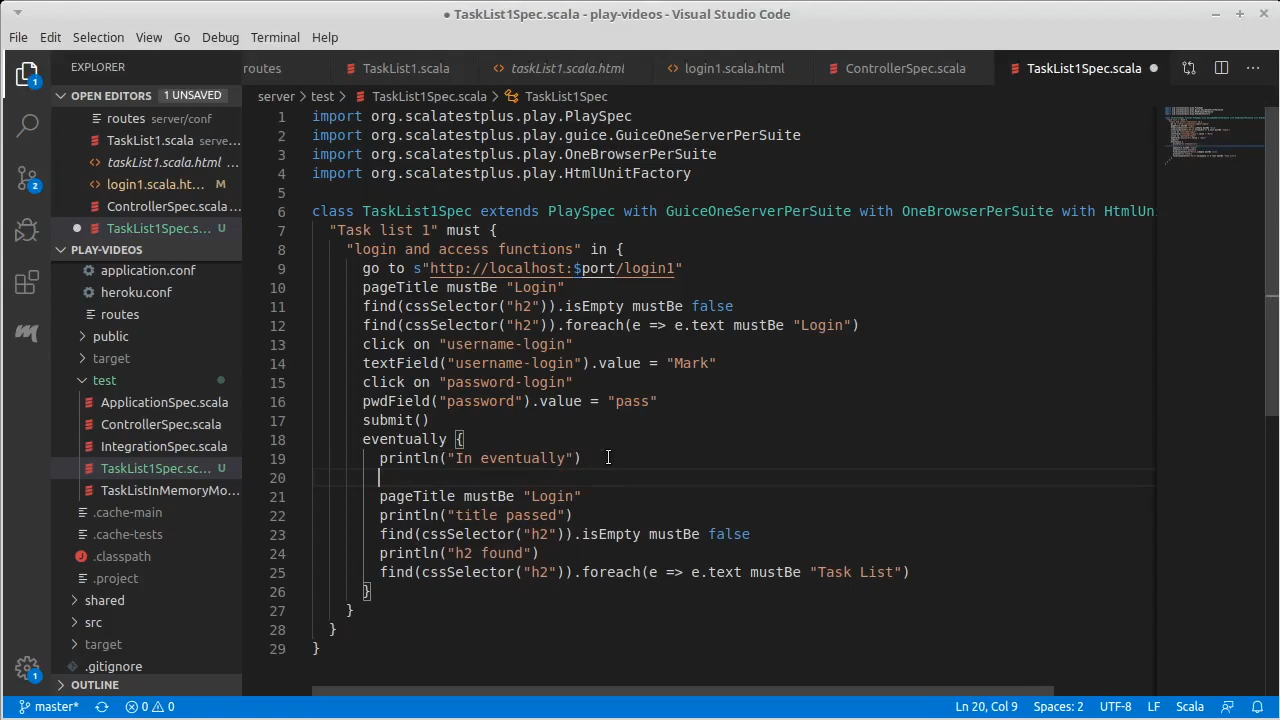 ● TaskList1Spec.scala - play-videos - Visual Studio Code
File Edit Selection View Go Debug Terminal Help
EXPLORER
routes TaskList1.scala taskList1.scala.html login1.scala.html ControllerSpec.scala TaskList1Spec.scala
OPEN EDITORS 1 UNSAVED
routes server/conf
TaskList1.scala serve...
taskList1.scala.html ...
login1.scala.ht... M
ControllerSpec.scala ...
TaskList1Spec.s... U
PLAY-VIDEOS
application.conf
heroku.conf
routes
public
target
test
ApplicationSpec.scala
ControllerSpec.scala
IntegrationSpec.scala
TaskList1Spec.sc... U
TaskListInMemoryMo...
.cache-main
.cache-tests
.classpath
.project
shared
src
target
.gitignore
OUTLINE
1
2
1
server > test > TaskList1Spec.scala > TaskList1Spec
1 import org.scalatestplus.play.PlaySpec
2 import org.scalatestplus.play.guice.GuiceOneServerPerSuite
3 import org.scalatestplus.play.OneBrowserPerSuite
4 import org.scalatestplus.play.HtmlUnitFactory
5
6 class TaskList1Spec extends PlaySpec with GuiceOneServerPerSuite with OneBrowserPerSuite with HtmlUni
7 "Task list 1" must {
8 "login and access functions" in {
9 go to s"http://localhost:$port/login1"
10 pageTitle mustBe "Login"
11 find(cssSelector("h2")).isEmpty mustBe false
12 find(cssSelector("h2")).foreach(e => e.text mustBe "Login")
13 click on "username-login"
14 textField("username-login").value = "Mark"
15 click on "password-login"
16 pwdField("password").value = "pass"
17 submit()
18 eventually {
19 println("In eventually")
20
21 pageTitle mustBe "Login"
22 println("title passed")
23 find(cssSelector("h2")).isEmpty mustBe false
24 println("h2 found")
25 find(cssSelector("h2")).foreach(e => e.text mustBe "Task List")
26 }
27 }
28 }
29 }
master* 0 0 Ln 20, Col 9 Spaces: 2 UTF-8 LF Scala